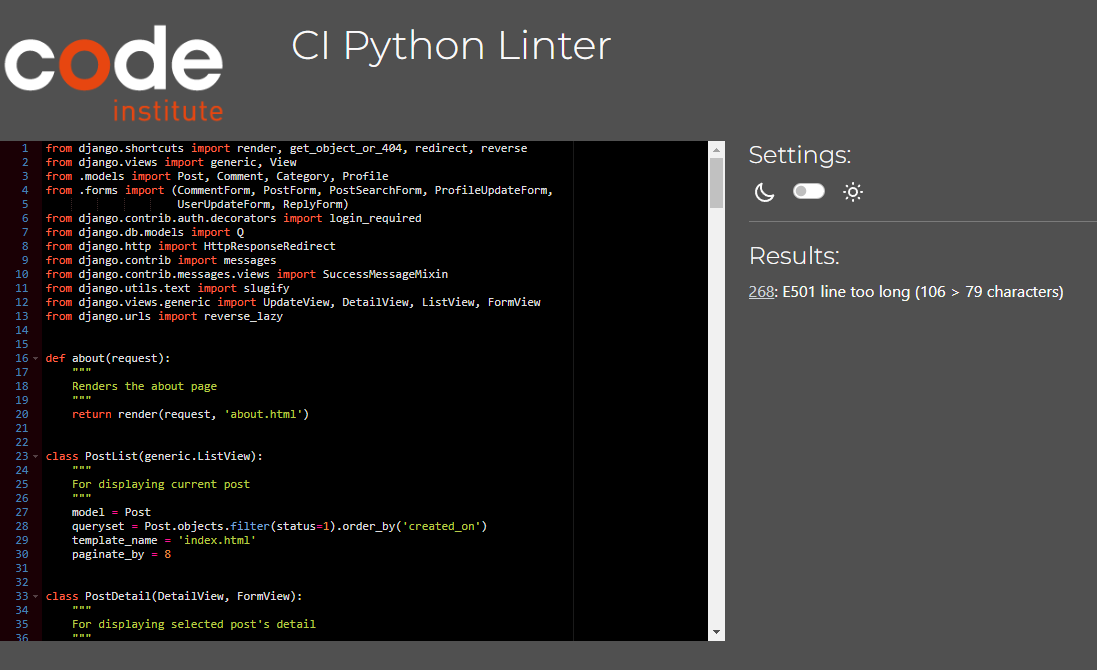 code
institute
CI Python Linter
1 from django.shortcuts import render, get_object_or_404, redirect, reverse
2 from django.views import generic, View
3 from .models import Post, Comment, Category, Profile
4 from .forms import (CommentForm, PostForm, PostSearchForm, ProfileUpdateForm,
5                     UserUpdateForm, ReplyForm)
6 from django.contrib.auth.decorators import login_required
7 from django.db.models import Q
8 from django.http import HttpResponseRedirect
9 from django.contrib import messages
10 from django.contrib.messages.views import SuccessMessageMixin
11 from django.utils.text import slugify
12 from django.views.generic import UpdateView, DetailView, ListView, FormView
13 from django.urls import reverse_lazy
14
15
16 def about(request):
17     """
18     Renders the about page
19     """
20     return render(request, 'about.html')
21
22
23 class PostList(generic.ListView):
24     """
25     For displaying current post
26     """
27     model = Post
28     queryset = Post.objects.filter(status=1).order_by('created_on')
29     template_name = 'index.html'
30     paginate_by = 8
31
32
33 class PostDetail(DetailView, FormView):
34     """
35     For displaying selected post's detail
36     """
Settings:
Results:
268: E501 line too long (106 > 79 characters)